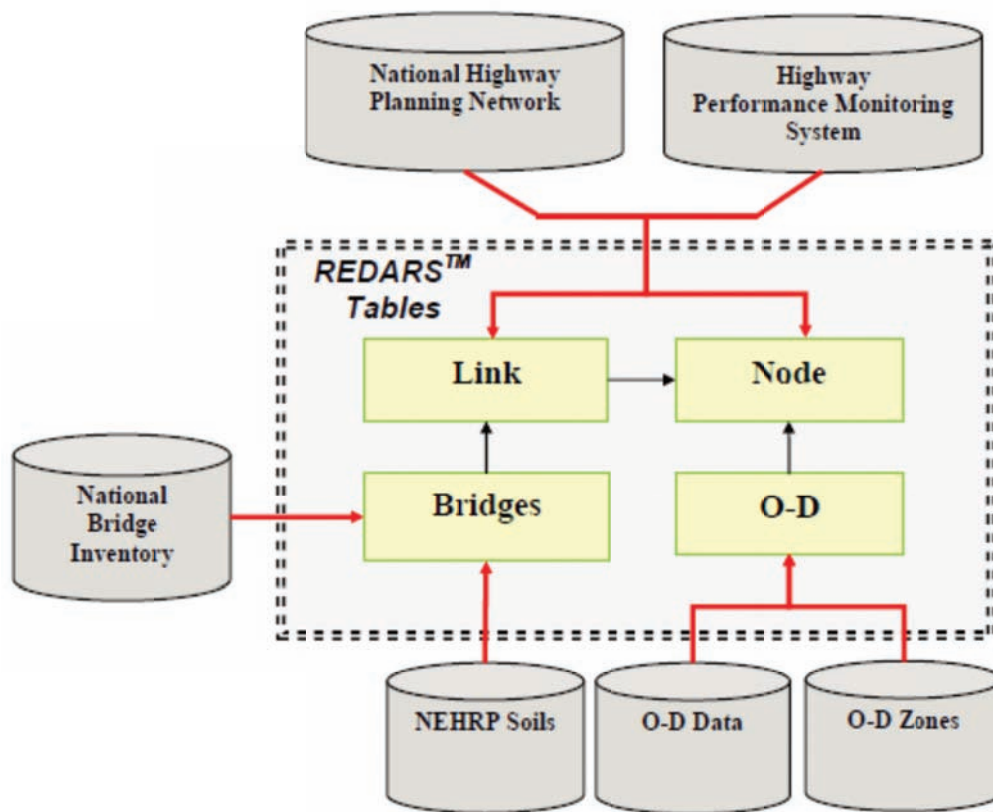 National Highway
Planning Network
Highway
Performance Monitoring
System
REDARS™
Tables
Link
Node
National
Bridge
Inventory
Bridges
O-D
NEHRP Soils
O-D Data
O-D Zones